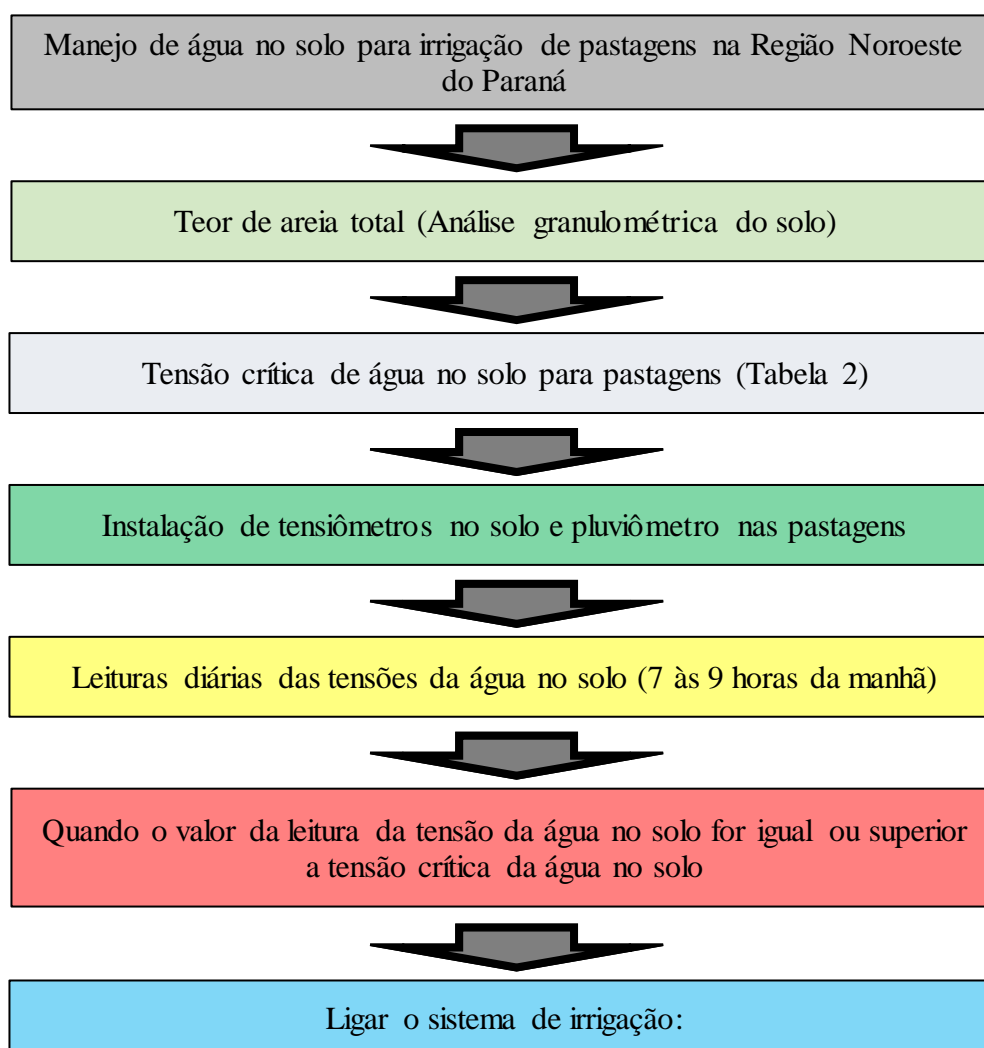 Manejo de água no solo para irrigação de pastagens na Região Noroeste
do Paraná
Teor de areia total (Análise granulométrica do solo)
Tensão crítica de água no solo para pastagens (Tabela 2)
Instalação de tensiômetros no solo e pluviômetro nas pastagens
Leituras diárias das tensões da água no solo (7 às 9 horas da manhã)
Quando o valor da leitura da tensão da água no solo for igual ou superior
a tensão crítica da água no solo
Ligar o sistema de irrigação: